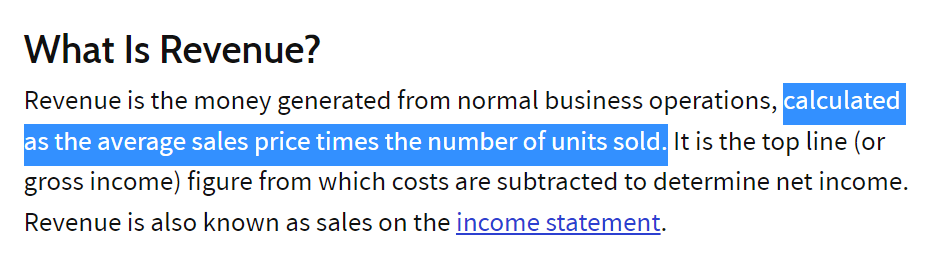 What Is Revenue?
Revenue is the money generated from normal business operations, calculated
as the average sales price times the number of units sold. It is the top line (or
gross income) figure from which costs are subtracted to determine net income.
Revenue is also known as sales on the income statement.